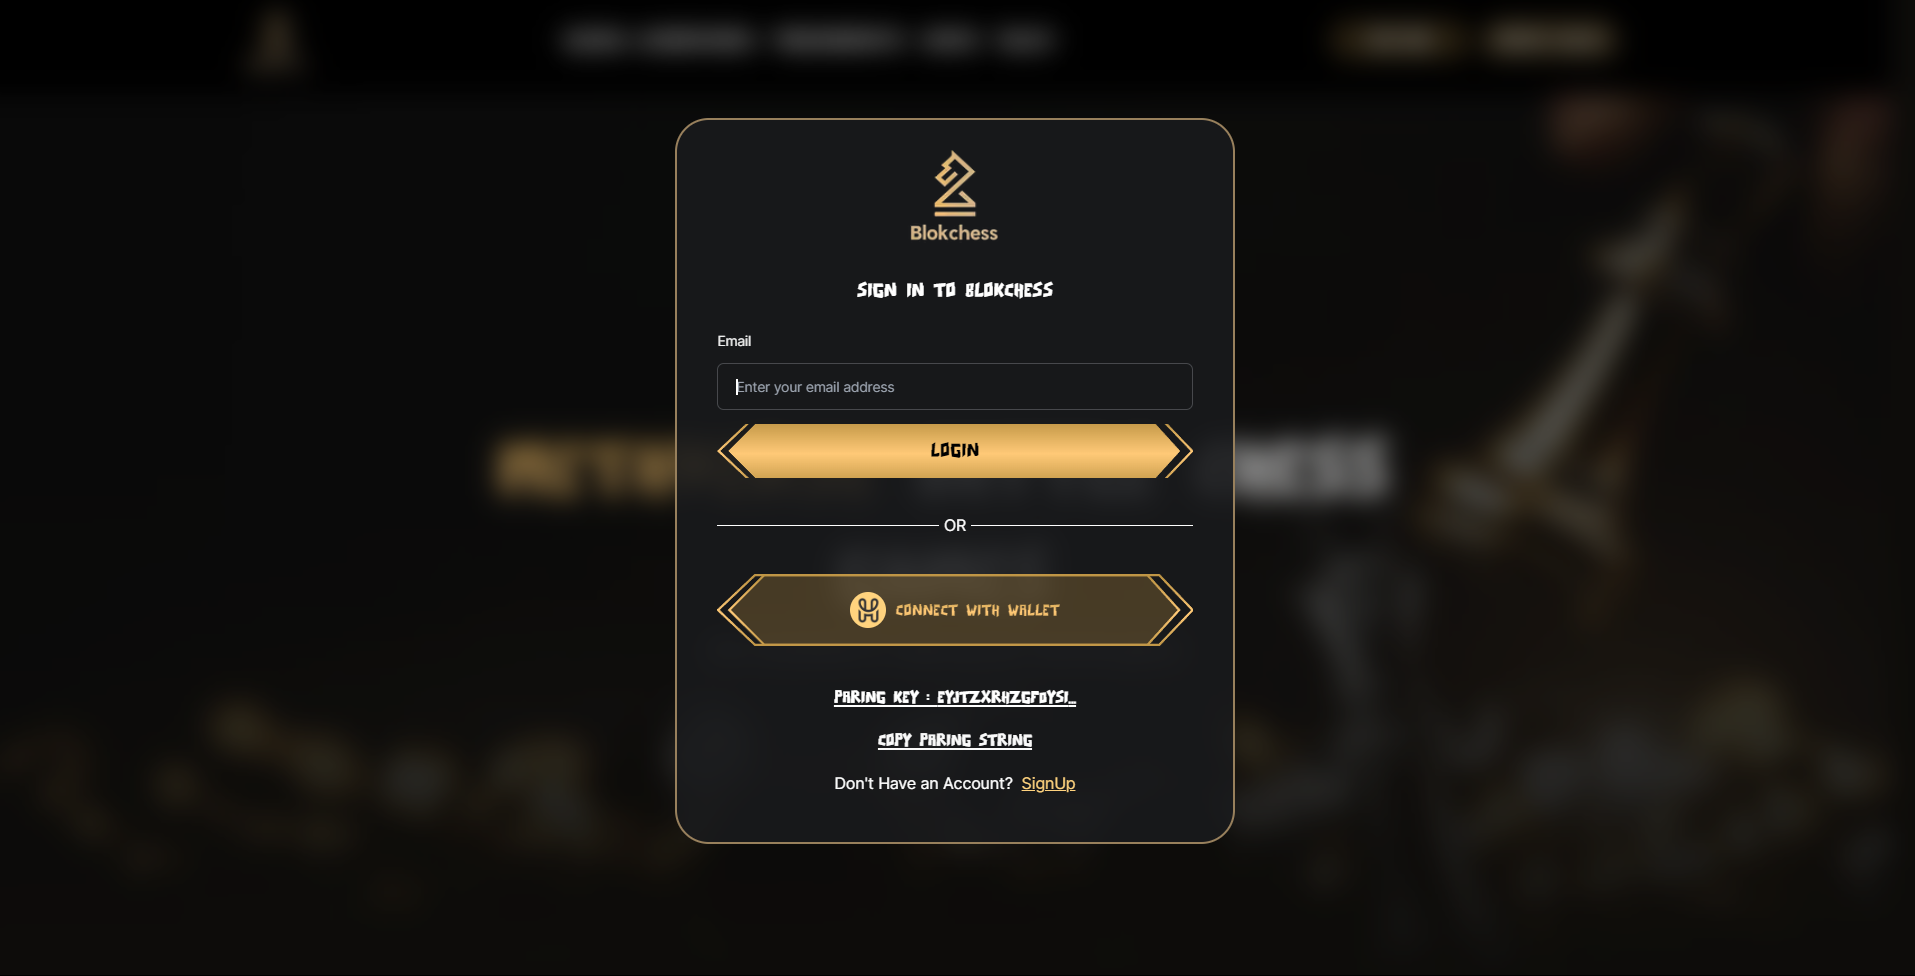 Blokchess
SIGN IN TO BLOKCHESS
Email
Enter your email address
LOGIN
OR
CONNECT WITH WALLET
PARING KEY : EYJTZXRHZGFOYSI...
COPY PARING STRING
Don't Have an Account? SignUp